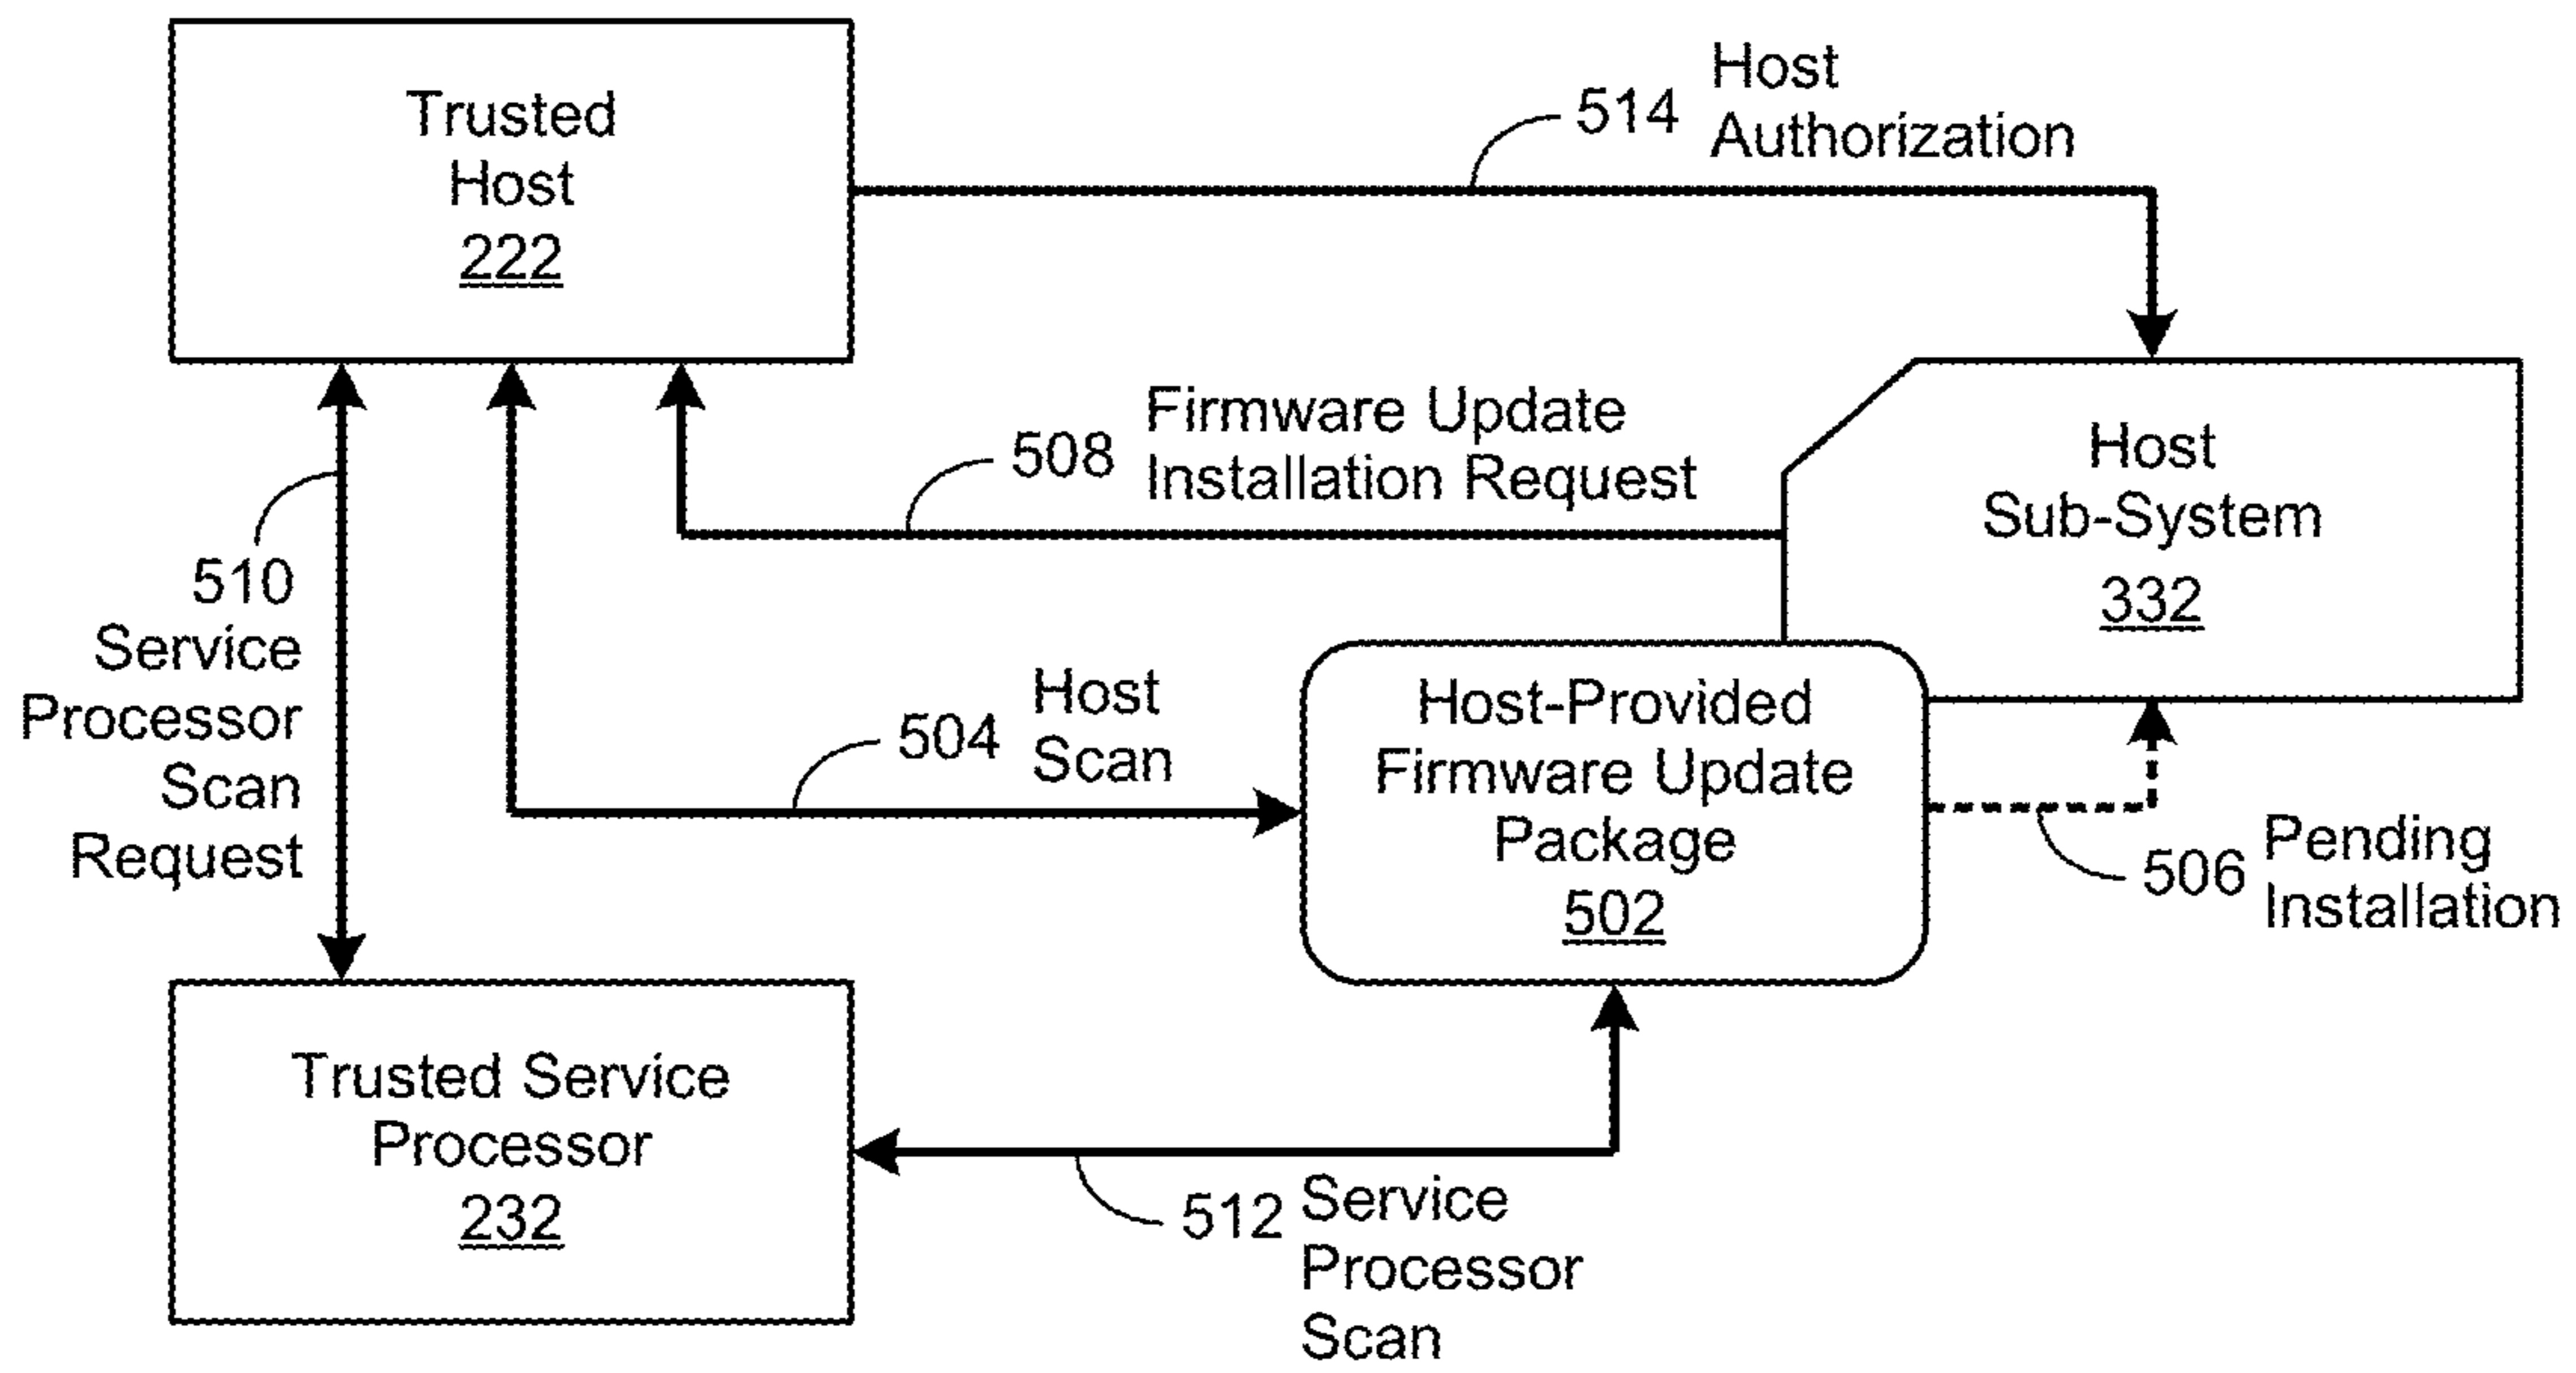 Trusted
Host
222
514
Host
Authorization
508
Firmware Update
Installation Request
Host
Sub-System
332
510
Service
Processor
Scan
Request
504
Host
Scan
Host-Provided
Firmware Update
Package
502
506
Pending
Installation
Trusted Service
Processor
232
512
Service
Processor
Scan